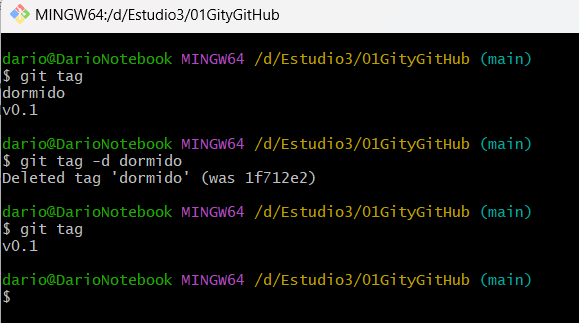 MINGW64:/d/Estudio3/01GityGitHub
dario@DarioNotebook MINGW64 /d/Estudio3/01GityGitHub (main)
$ git tag
dormido
v0.1
dario@DarioNotebook MINGW64 /d/Estudio3/01GityGitHub (main)
$ git tag -d dormido
Deleted tag 'dormido' (was 1f712e2)
dario@DarioNotebook MINGW64 /d/Estudio3/01GityGitHub (main)
$ git tag
v0.1
dario@DarioNotebook MINGW64 /d/Estudio3/01GityGitHub (main)
$